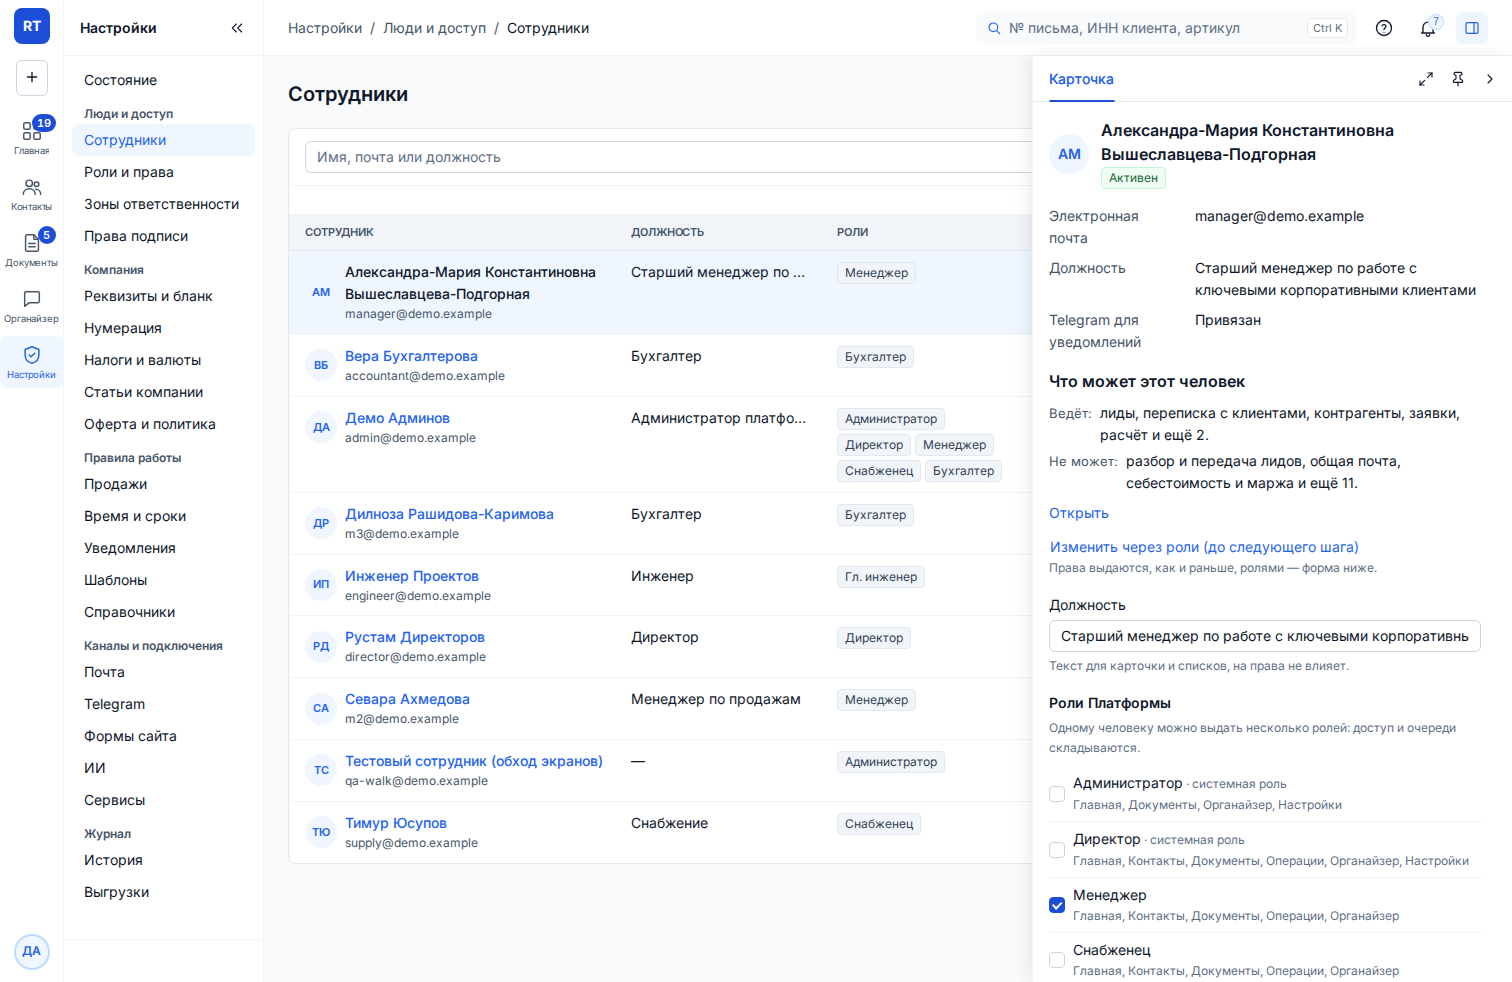 RT
Настройки
Настройки / Люди и доступ / Сотрудники
№ письма, ИНН клиента, артикул
Ctrl K
7
19
Главная
Контакты
5
Документы
Органайзер
Настройки
ДА
Состояние
Люди и доступ
Сотрудники
Роли и права
Зоны ответственности
Права подписи
Компания
Реквизиты и бланк
Нумерация
Налоги и валюты
Статьи компании
Оферта и политика
Правила работы
Продажи
Время и сроки
Уведомления
Шаблоны
Справочники
Каналы и подключения
Почта
Telegram
Формы сайта
ИИ
Сервисы
Журнал
История
Выгрузки
Сотрудники
Имя, почта или должность
СОТРУДНИК ДОЛЖНОСТЬ РОЛИ
АМ
Александра-Мария Константиновна Вышеславцева-Подгорная
manager@demo.example
Старший менеджер по ...
Менеджер
ВБ
Вера Бухгалтерова
accountant@demo.example
Бухгалтер
Бухгалтер
ДА
Демо Админов
admin@demo.example
Администратор платфо...
Администратор
Директор Менеджер
Снабженец Бухгалтер
ДР
Дилноза Рашидова-Каримова
m3@demo.example
Бухгалтер
Бухгалтер
ИП
Инженер Проектов
engineer@demo.example
Инженер
Гл. инженер
РД
Рустам Директоров
director@demo.example
Директор
Директор
СА
Севара Ахмедова
m2@demo.example
Менеджер по продажам
Менеджер
ТС
Тестовый сотрудник (обход экранов)
qa-walk@demo.example
—
Администратор
ТЮ
Тимур Юсупов
supply@demo.example
Снабжение
Снабженец
Карточка
АМ
Александра-Мария Константиновна
Вышеславцева-Подгорная
Активен
Электронная почта
manager@demo.example
Должность
Старший менеджер по работе с
ключевыми корпоративными клиентами
Telegram для уведомлений
Привязан
Что может этот человек
Ведёт: лиды, переписка с клиентами, контрагенты, заявки,
расчёт и ещё 2.
Не может: разбор и передача лидов, общая почта,
себестоимость и маржа и ещё 11.
Открыть
Изменить через роли (до следующего шага)
Права выдаются, как и раньше, ролями — форма ниже.
Должность
Старший менеджер по работе с ключевыми корпоративнь
Текст для карточки и списков, на права не влияет.
Роли Платформы
Одному человеку можно выдать несколько ролей: доступ и очереди
складываются.
Администратор · системная роль
Главная, Документы, Органайзер, Настройки
Директор · системная роль
Главная, Контакты, Документы, Операции, Органайзер, Настройки
Менеджер
Главная, Контакты, Документы, Операции, Органайзер
Снабженец
Главная, Контакты, Документы, Операции, Органайзер